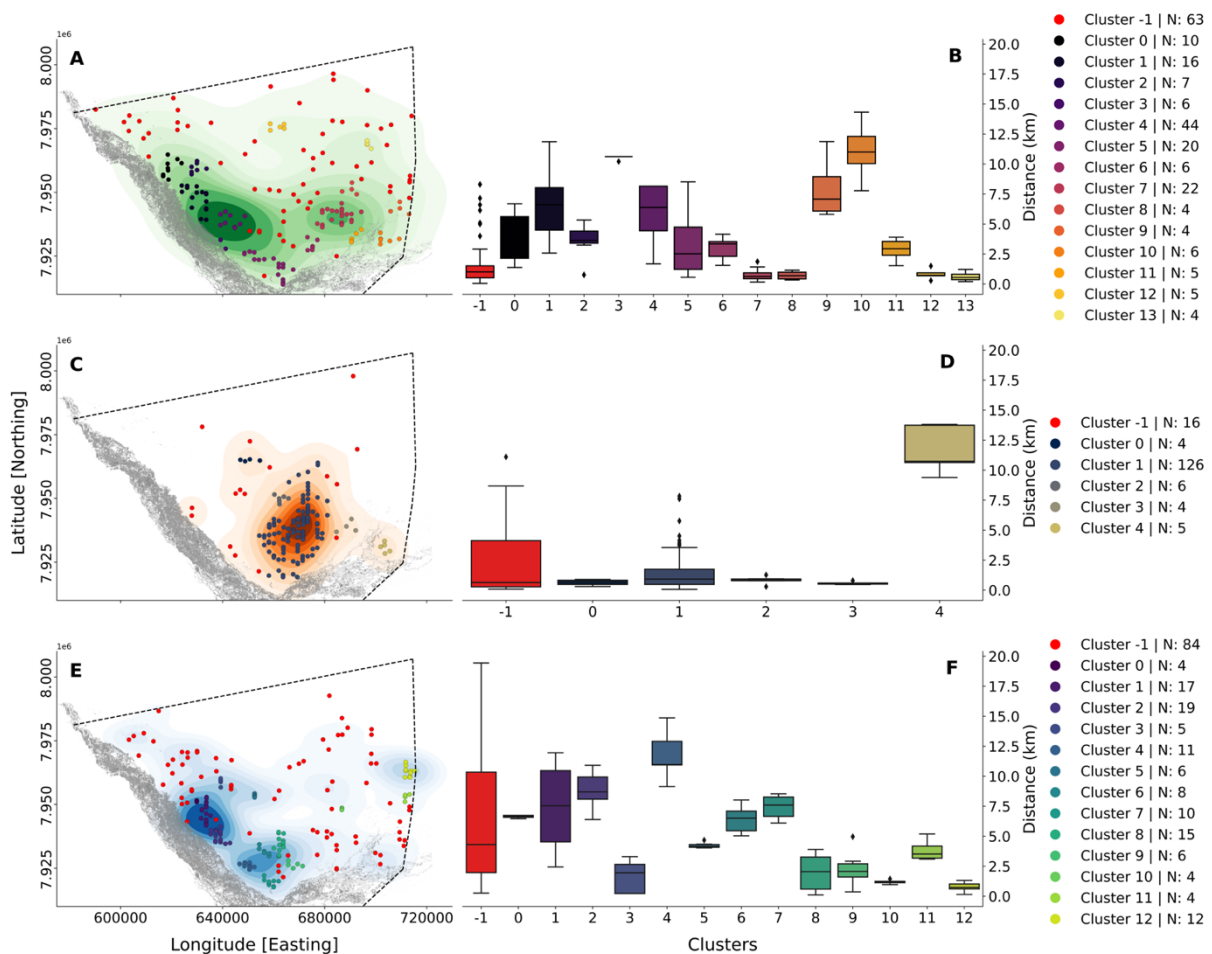 1e6
A
8.000
7.975
7.950
7.925
B
20.0
17.5
15.0
12.5
10.0
7.5
5.0
2.5
0.0
Distance (km)
-1 0 1 2 3 4 5 6 7 8 9 10 11 12 13
Cluster -1 | N: 63
Cluster 0 | N: 10
Cluster 1 | N: 16
Cluster 2 | N: 7
Cluster 3 | N: 6
Cluster 4 | N: 44
Cluster 5 | N: 20
Cluster 6 | N: 6
Cluster 7 | N: 22
Cluster 8 | N: 4
Cluster 9 | N: 4
Cluster 10 | N: 6
Cluster 11 | N: 5
Cluster 12 | N: 5
Cluster 13 | N: 4
1e6
C
8.000
7.975
7.950
7.925
Latitude [Northing]
D
20.0
17.5
15.0
12.5
10.0
7.5
5.0
2.5
0.0
Distance (km)
-1 0 1 2 3 4
Cluster -1 | N: 16
Cluster 0 | N: 4
Cluster 1 | N: 126
Cluster 2 | N: 6
Cluster 3 | N: 4
Cluster 4 | N: 5
1e6
E
8.000
7.975
7.950
7.925
600000 640000 680000 720000
Longitude [Easting]
F
20.0
17.5
15.0
12.5
10.0
7.5
5.0
2.5
0.0
Distance (km)
-1 0 1 2 3 4 5 6 7 8 9 10 11 12
Clusters
Cluster -1 | N: 84
Cluster 0 | N: 4
Cluster 1 | N: 17
Cluster 2 | N: 19
Cluster 3 | N: 5
Cluster 4 | N: 11
Cluster 5 | N: 6
Cluster 6 | N: 8
Cluster 7 | N: 10
Cluster 8 | N: 15
Cluster 9 | N: 6
Cluster 10 | N: 4
Cluster 11 | N: 4
Cluster 12 | N: 12